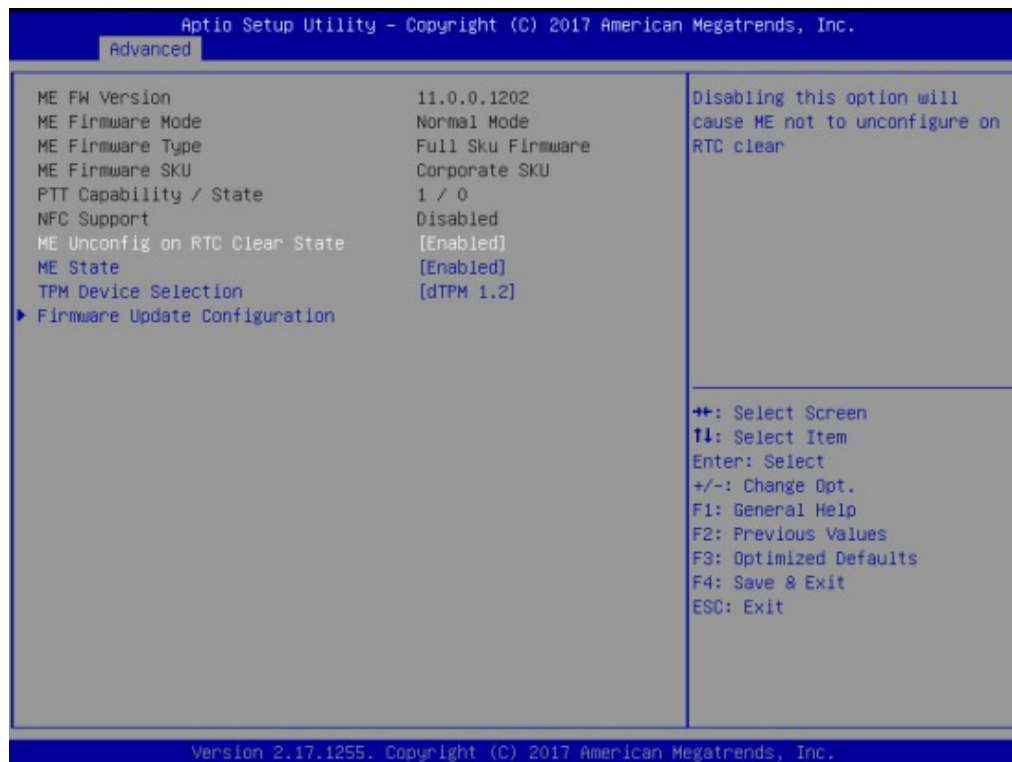 Aptio Setup Utility – Copyright (C) 2017 American Megatrends, Inc.
Advanced
ME FW Version 11.0.0.1202
ME Firmware Mode Normal Mode
ME Firmware Type Full Sku Firmware
ME Firmware SKU Corporate SKU
PTT Capability / State 1 / 0
NFC Support Disabled
ME Unconfig on RTC Clear State [Enabled]
ME State [Enabled]
TPM Device Selection [dTPM 1.2]
Firmware Update Configuration
Disabling this option will
cause ME not to unconfigure on
RTC clear
→←: Select Screen
↑↓: Select Item
Enter: Select
+/-: Change Opt.
F1: General Help
F2: Previous Values
F3: Optimized Defaults
F4: Save & Exit
ESC: Exit
Version 2.17.1255. Copyright (C) 2017 American Megatrends, Inc.